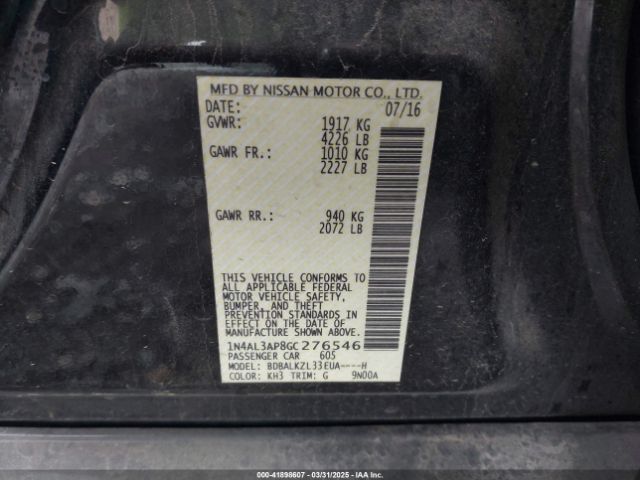 MFD BY NISSAN MOTOR CO., LTD.
DATE: 07/16
GVWR: 1917 KG
4226 LB
GAWR FR.: 1010 KG
2227 LB
GAWR RR.: 940 KG
2072 LB
THIS VEHICLE CONFORMS TO
ALL APPLICABLE FEDERAL
MOTOR VEHICLE SAFETY,
BUMPER, AND THEFT
PREVENTION STANDARDS IN
EFFECT ON THE DATE OF
MANUFACTURE SHOWN ABOVE.
1N4AL3AP8GC276546
PASSENGER CAR 605
MODEL: BDBALKZL33EUA----H
COLOR: KH3 TRIM: G 9N00A
000-41898607 - 03/31/2025 - Copyright © 2025 IAA, Inc.